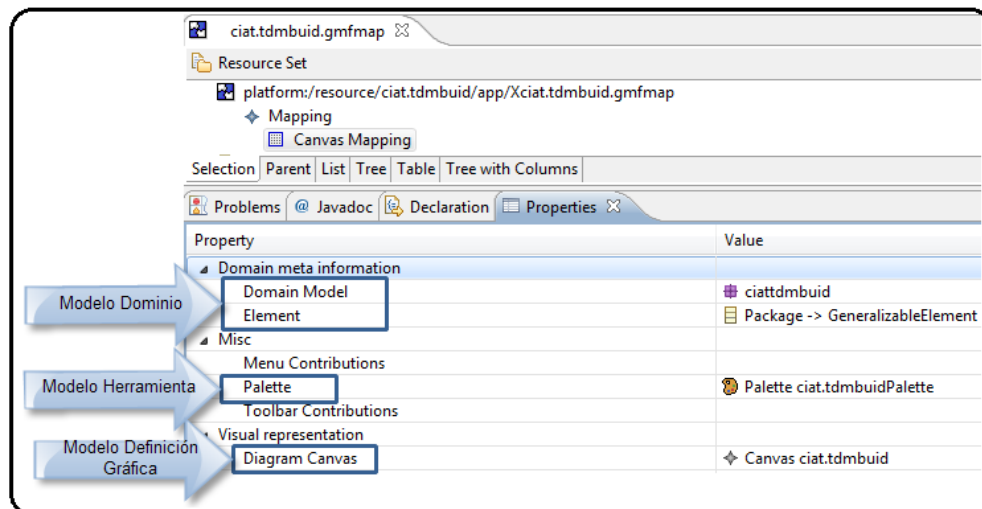 ciat.tdmbuid.gmfmap
Resource Set
platform:/resource/ciat.tdmbuid/app/Xciat.tdmbuid.gmfmap
Mapping
Canvas Mapping
Selection Parent List Tree Table Tree with Columns
Problems @ Javadoc Declaration Properties
Property Value
Domain meta information
Modelo Dominio
Domain Model ciattdmbuid
Element Package -> GeneralizableElement
Misc
Menu Contributions
Modelo Herramienta
Palette Palette ciat.tdmbuidPalette
Toolbar Contributions
Visual representation
Modelo Definición
Gráfica
Diagram Canvas Canvas ciat.tdmbuid